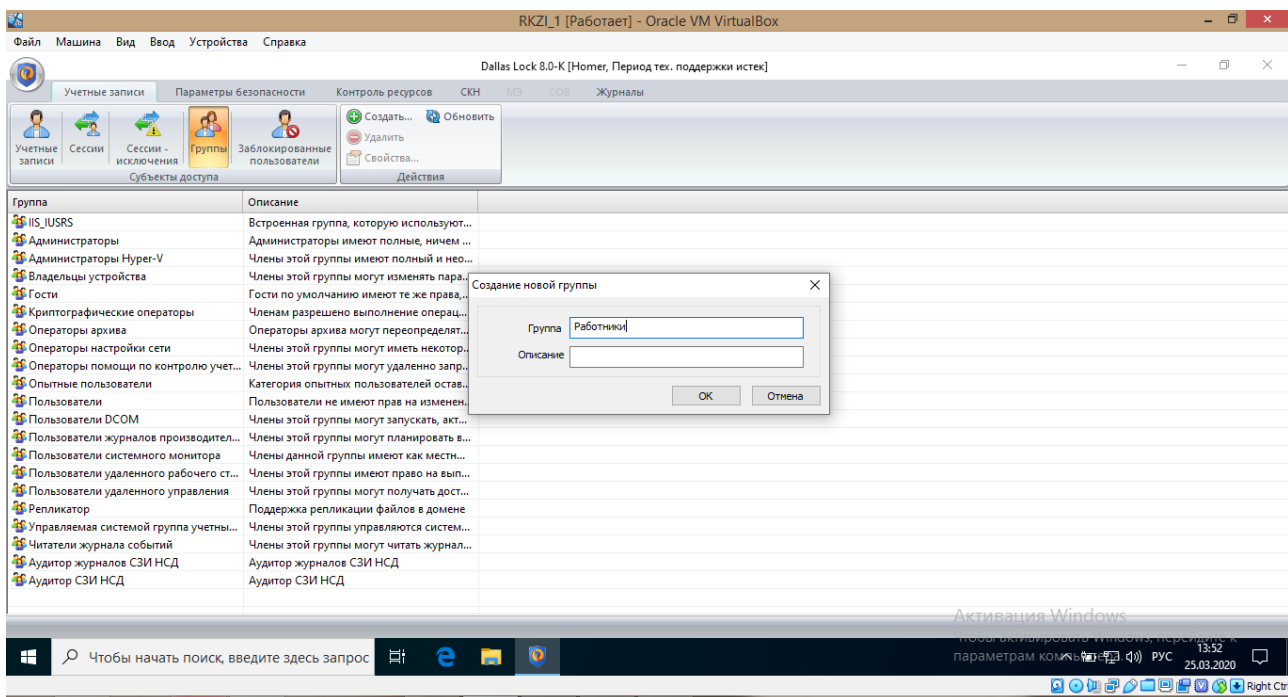 RKZI_1 [Работает] - Oracle VM VirtualBox
Файл Машина Вид Ввод Устройства Справка
Dallas Lock 8.0-K [Homer, Период тех. поддержки истек]
Учетные записи Параметры безопасности Контроль ресурсов СКН МЭ СОВ Журналы
Учетные записи
Сессии
Сессии - исключения
Группы
Заблокированные пользователи
Создать... Обновить
Удалить
Свойства...
Субъекты доступа Действия
Группа Описание
IIS_IUSRS Встроенная группа, которую используют...
Администраторы Администраторы имеют полные, ничем ...
Администраторы Hyper-V Члены этой группы имеют полный и нео...
Владельцы устройства Члены этой группы могут изменять пара...
Гости Гости по умолчанию имеют те же права,...
Криптографические операторы Членам разрешено выполнение операц...
Операторы архива Операторы архива могут переопределят...
Операторы настройки сети Члены этой группы могут иметь некотор...
Операторы помощи по контролю учет... Члены этой группы могут удаленно запр...
Опытные пользователи Категория опытных пользователей остав...
Пользователи Пользователи не имеют прав на изменен...
Пользователи DCOM Члены этой группы могут запускать, акт...
Пользователи журналов производител... Члены этой группы могут планировать в...
Пользователи системного монитора Члены данной группы имеют как местн...
Пользователи удаленного рабочего ст... Члены этой группы имеют право на вып...
Пользователи удаленного управления Члены этой группы могут получать дост...
Репликатор Поддержка репликации файлов в домене
Управляемая системой группа учетны... Члены этой группы управляются систем...
Читатели журнала событий Члены этой группы могут читать журнал...
Аудитор журналов СЗИ НСД Аудитор журналов СЗИ НСД
Аудитор СЗИ НСД Аудитор СЗИ НСД
Создание новой группы
Группа Работники
Описание
OK Отмена
Активация Windows
Чтобы активировать Windows, перейдите к
параметрам
Чтобы начать поиск, введите здесь запрос
РУС
13:52
25.03.2020
Right Ctrl